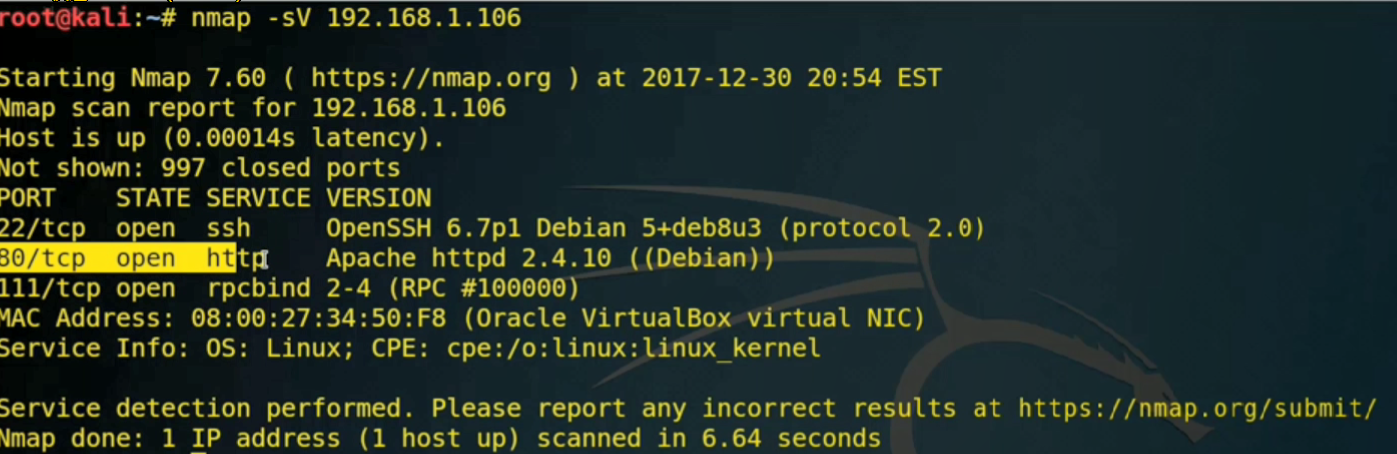 root@kali:~# nmap -sV 192.168.1.106
Starting Nmap 7.60 ( https://nmap.org ) at 2017-12-30 20:54 EST
Nmap scan report for 192.168.1.106
Host is up (0.00014s latency).
Not shown: 997 closed ports
PORT    STATE SERVICE VERSION
22/tcp  open  ssh     OpenSSH 6.7p1 Debian 5+deb8u3 (protocol 2.0)
80/tcp  open  http    Apache httpd 2.4.10 ((Debian))
111/tcp open  rpcbind 2-4 (RPC #100000)
MAC Address: 08:00:27:34:50:F8 (Oracle VirtualBox virtual NIC)
Service Info: OS: Linux; CPE: cpe:/o:linux:linux_kernel
Service detection performed. Please report any incorrect results at https://nmap.org/submit/
Nmap done: 1 IP address (1 host up) scanned in 6.64 seconds